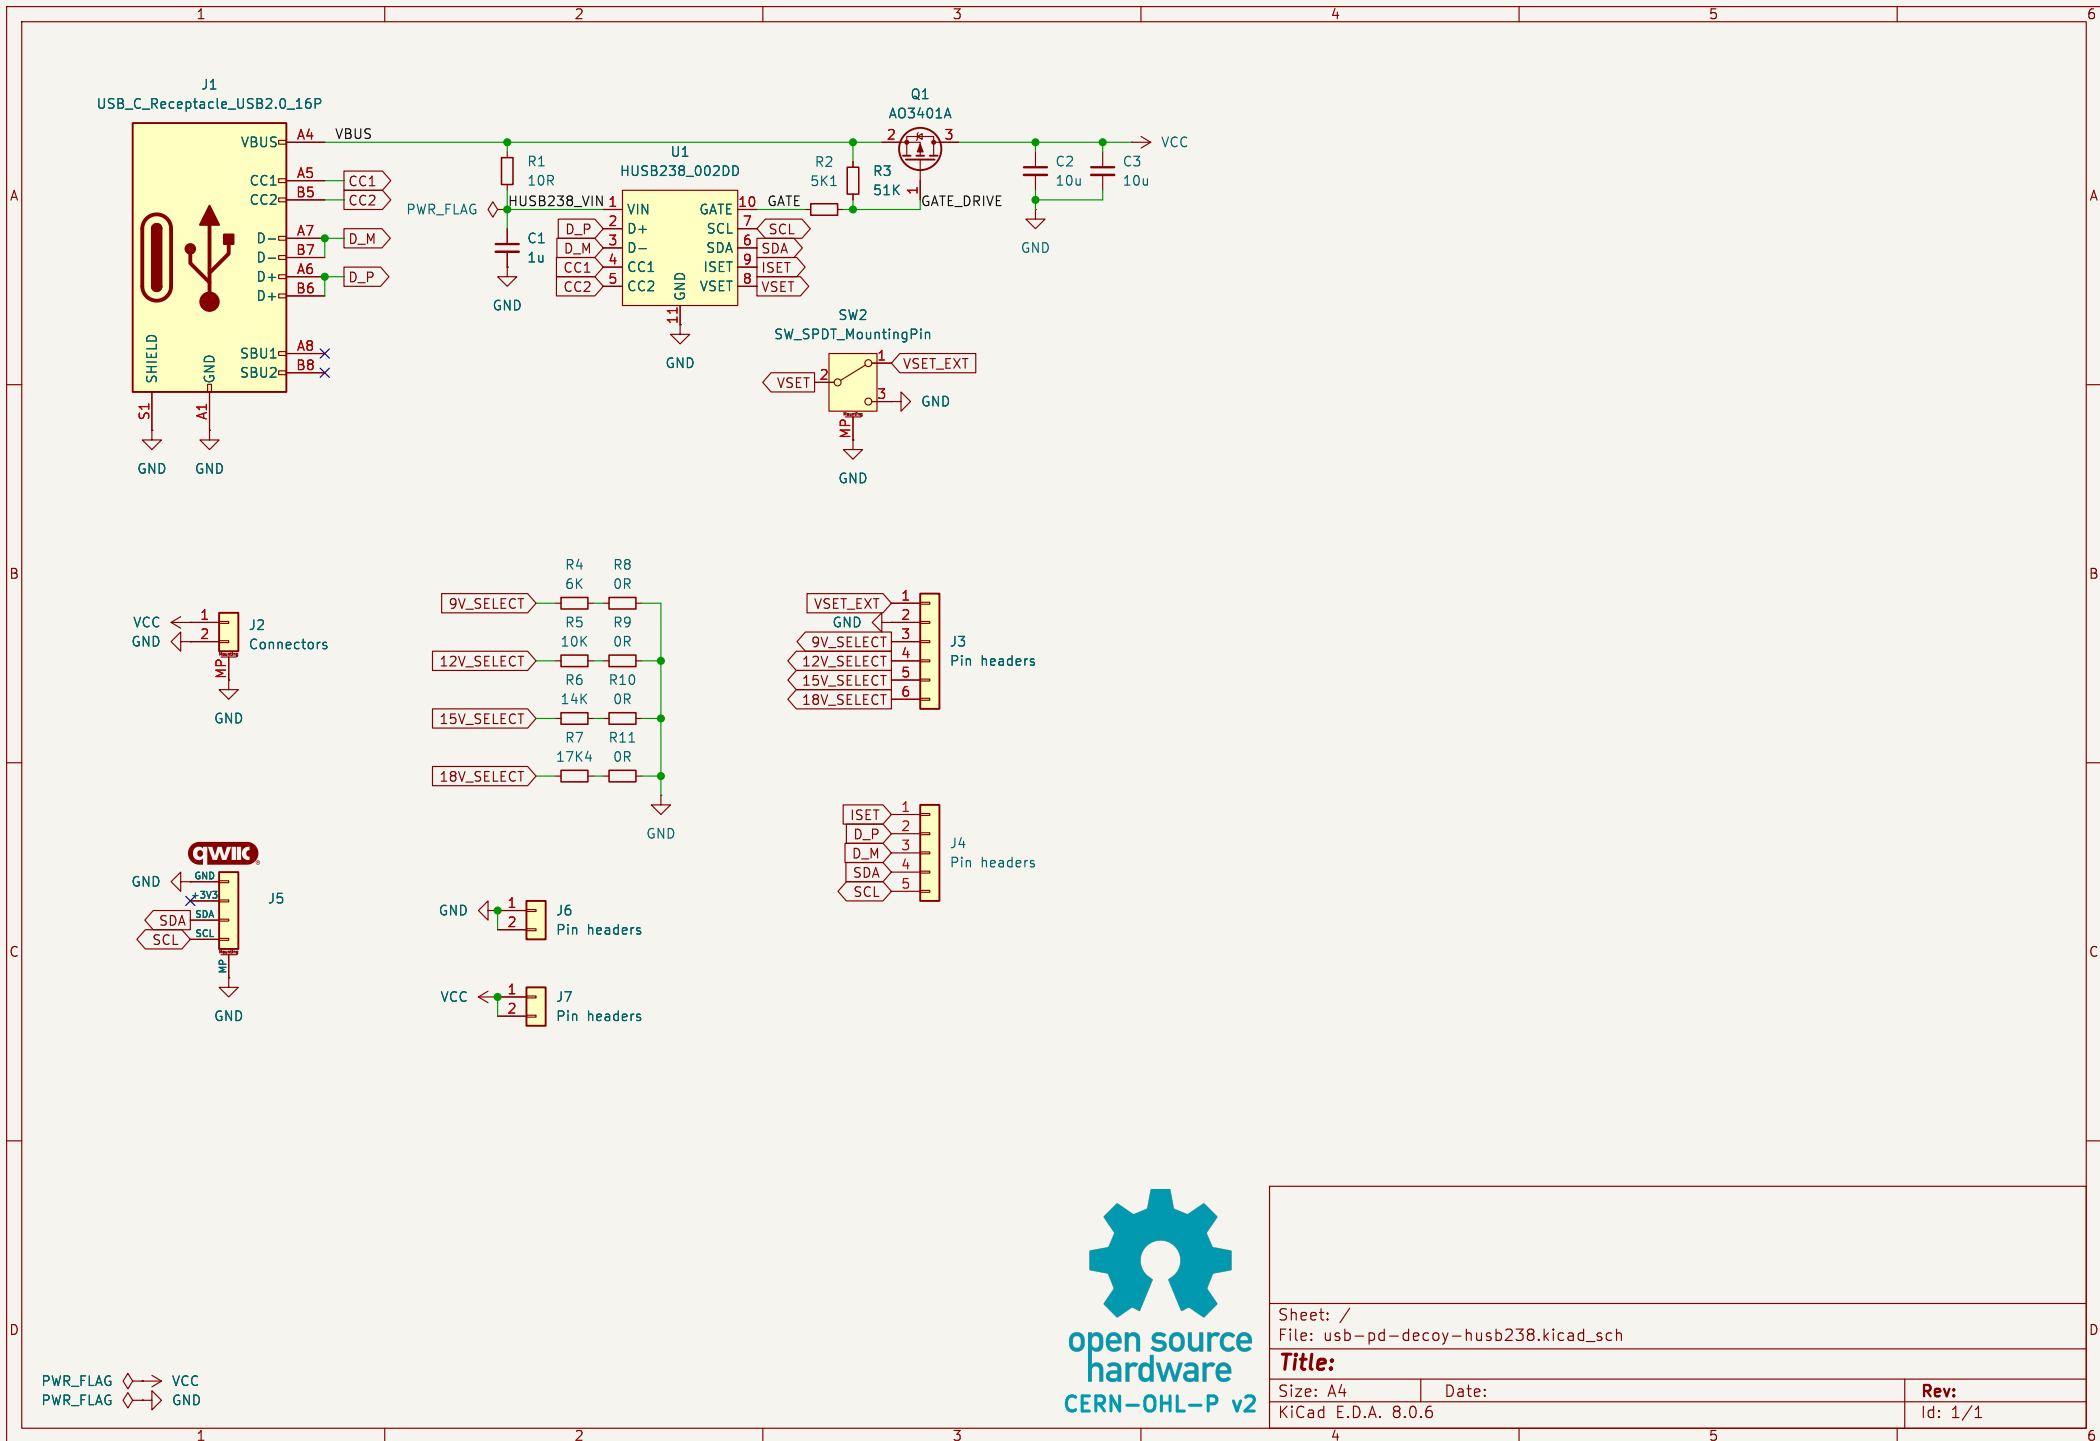 1 2 3 4 5 6
A
B
C
D
J1
USB_C_Receptacle_USB2.0_16P
VBUS A4 VBUS
CC1 A5 CC1
CC2 B5 CC2
D- A7 D_M
D- B7
D+ A6 D_P
D+ B6
SBU1 A8
SBU2 B8
SHIELD
GND
S1
A1
GND
GND
R1
10R
PWR_FLAG
HUSB238_VIN
C1
1u
GND
U1
HUSB238_002DD
1 VIN GATE 10 GATE
D_P 2 D+ SCL 7 SCL
D_M 3 D- SDA 6 SDA
CC1 4 CC1 ISET 9 ISET
CC2 5 CC2 VSET 8 VSET
GND
11
GND
R2
5K1
R3
51K
Q1
AO3401A
2 3
1
GATE_DRIVE
C2
10u
C3
10u
VCC
GND
SW2
SW_SPDT_MountingPin
1 VSET_EXT
VSET 2
3 GND
MP
GND
VCC 1
GND 2
J2
Connectors
MP
GND
R4 R8
6K 0R
9V_SELECT
R5 R9
10K 0R
12V_SELECT
R6 R10
14K 0R
15V_SELECT
R7 R11
17K4 0R
18V_SELECT
GND
VSET_EXT 1
GND 2
9V_SELECT 3
12V_SELECT 4
15V_SELECT 5
18V_SELECT 6
J3
Pin headers
ISET 1
D_P 2
D_M 3
SDA 4
SCL 5
J4
Pin headers
qwiic
GND GND
+3V3
SDA SDA
SCL SCL
J5
MP
GND
GND 1
2
J6
Pin headers
VCC 1
2
J7
Pin headers
PWR_FLAG VCC
PWR_FLAG GND
open source
hardware
CERN-OHL-P v2
Sheet: /
File: usb-pd-decoy-husb238.kicad_sch
Title:
Size: A4 Date: Rev:
KiCad E.D.A. 8.0.6 Id: 1/1
A
B
C
D
1 2 3 4 5 6